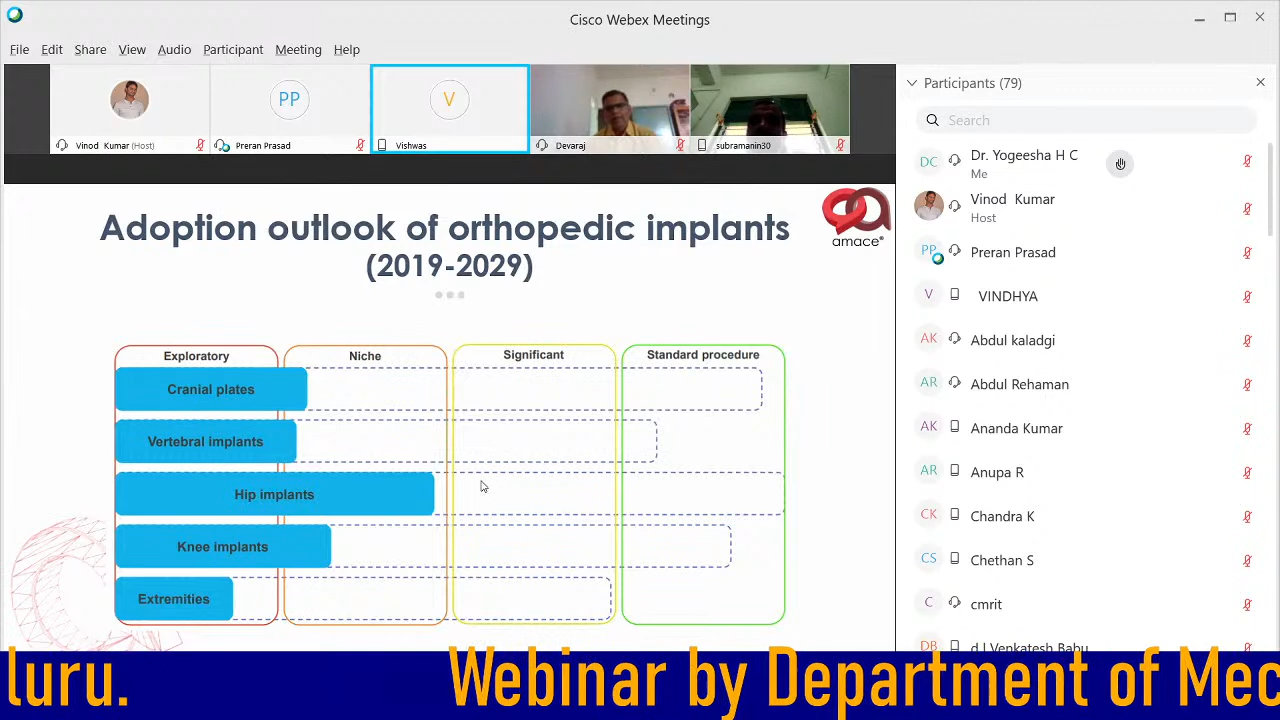 Cisco Webex Meetings
File Edit Share View Audio Participant Meeting Help
PP
V
Vinod Kumar (Host)
Preran Prasad
Vishwas
Devaraj
subramanin30
Participants (79)
Search
DC Dr. Yogeesha H C
Me
Vinod Kumar
Host
PP Preran Prasad
V VINDHYA
AK Abdul kaladgi
AR Abdul Rehaman
AK Ananda Kumar
AR Anupa R
CK Chandra K
CS Chethan S
C cmrit
DB d J Venkatesh Babu
Adoption outlook of orthopedic implants
(2019-2029)
amace®
Exploratory Niche Significant Standard procedure
Cranial plates
Vertebral implants
Hip implants
Knee implants
Extremities
luru. Webinar by Department of Mec